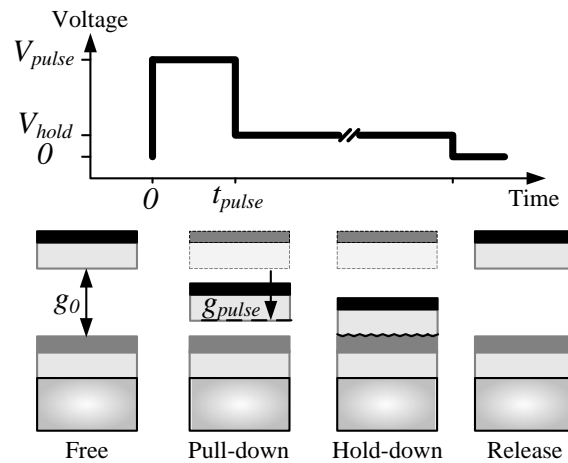 Voltage
V_pulse
V_hold
0
0
t_pulse
Time
g_0
g_pulse
Free
Pull-down
Hold-down
Release